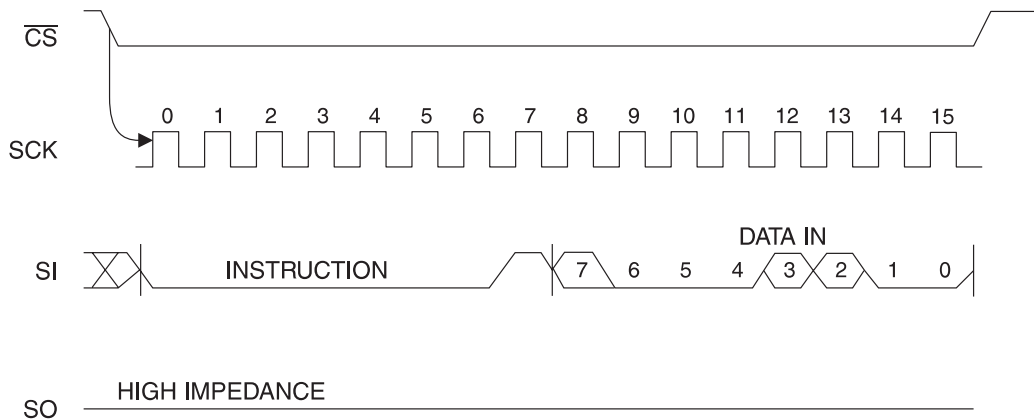 CS
0 1 2 3 4 5 6 7 8 9 10 11 12 13 14 15
SCK
DATA IN
SI INSTRUCTION 7 6 5 4 3 2 1 0
HIGH IMPEDANCE
SO